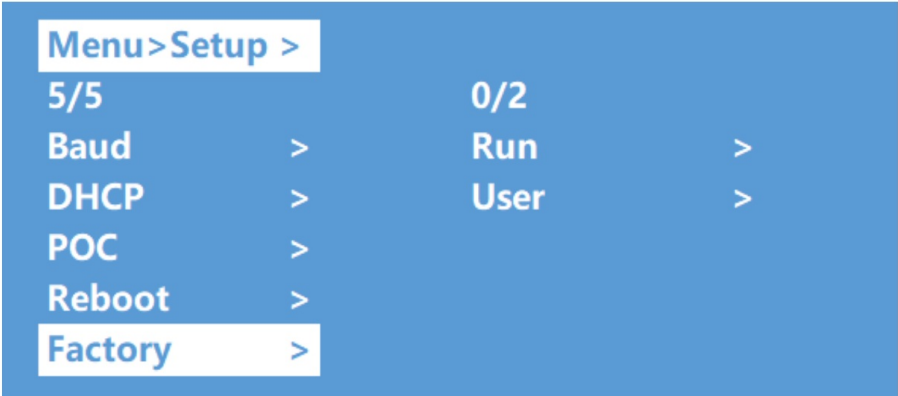 Menu>Setup >
5/5 0/2
Baud > Run >
DHCP > User >
POC >
Reboot >
Factory >